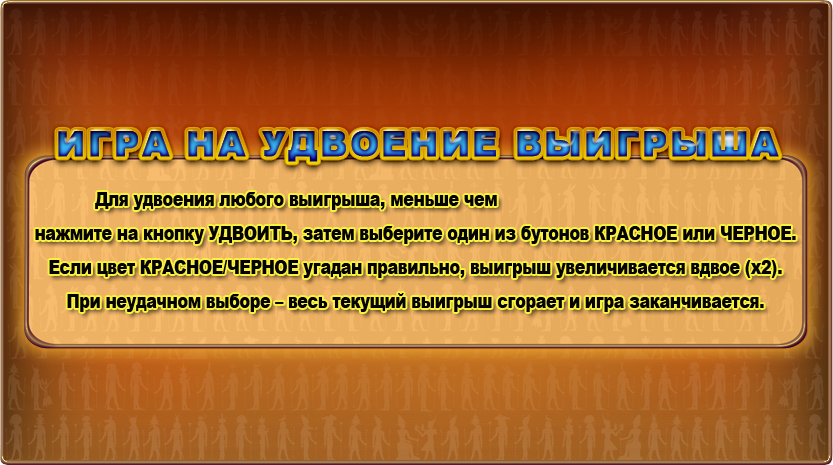 ИГРА НА УДВОЕНИЕ ВЫИГРЫША
Для удвоения любого выигрыша, меньше чем
нажмите на кнопку УДВОИТЬ, затем выберите один из бутонов КРАСНОЕ или ЧЕРНОЕ.
Если цвет КРАСНОЕ/ЧЕРНОЕ угадан правильно, выигрыш увеличивается вдвое (x2).
При неудачном выборе – весь текущий выигрыш сгорает и игра заканчивается.